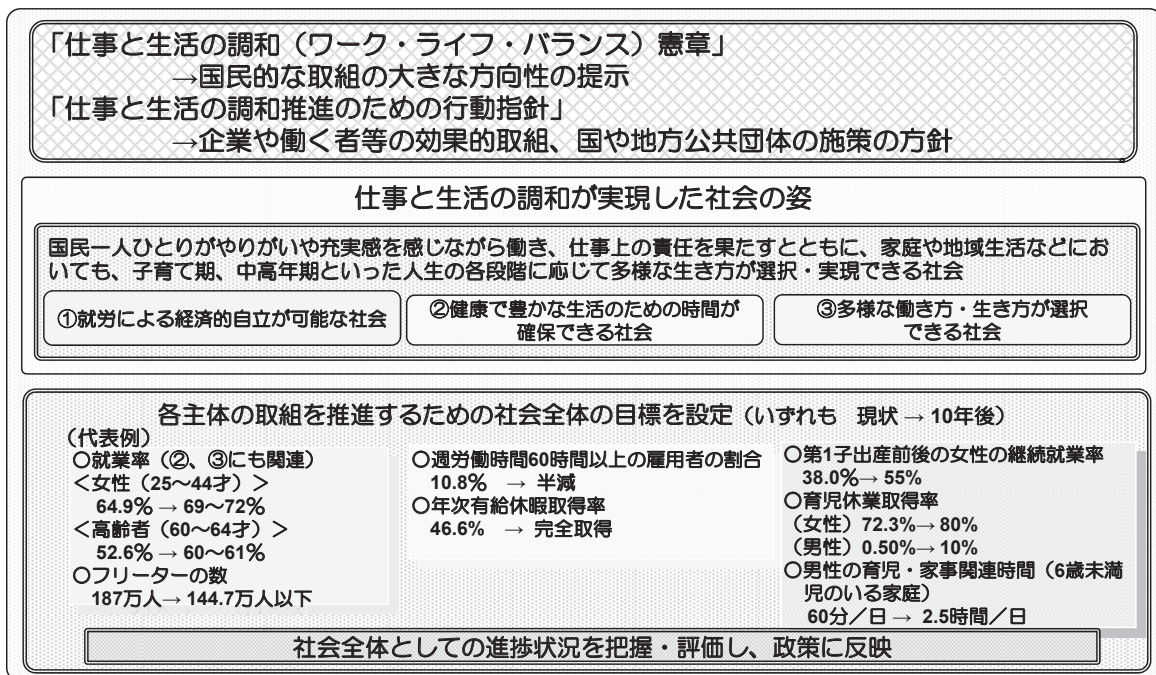 「仕事と生活の調和（ワーク・ライフ・バランス）憲章」
→国民的な取組の大きな方向性の提示
「仕事と生活の調和推進のための行動指針」
→企業や働く者等の効果的取組、国や地方公共団体の施策の方針
仕事と生活の調和が実現した社会の姿
国民一人ひとりがやりがいや充実感を感じながら働き、仕事上の責任を果たすとともに、家庭や地域生活などにお
いても、子育て期、中高年期といった人生の各段階に応じて多様な生き方が選択・実現できる社会
①就労による経済的自立が可能な社会
②健康で豊かな生活のための時間が
確保できる社会
③多様な働き方・生き方が選択
できる社会
各主体の取組を推進するための社会全体の目標を設定（いずれも　現状 → 10年後）
（代表例）
○就業率（②、③にも関連）
＜女性（25～44才）＞
64.9% → 69～72%
＜高齢者（60～64才）＞
52.6% → 60～61%
○フリーターの数
187万人→ 144.7万人以下
○週労働時間60時間以上の雇用者の割合
10.8% → 半減
○年次有給休暇取得率
46.6% → 完全取得
○第1子出産前後の女性の継続就業率
38.0%→ 55%
○育児休業取得率
（女性）72.3%→ 80%
（男性）0.50%→ 10%
○男性の育児・家事関連時間（6歳未満
児のいる家庭）
60分／日 → 2.5時間／日
社会全体としての進捗状況を把握・評価し、政策に反映